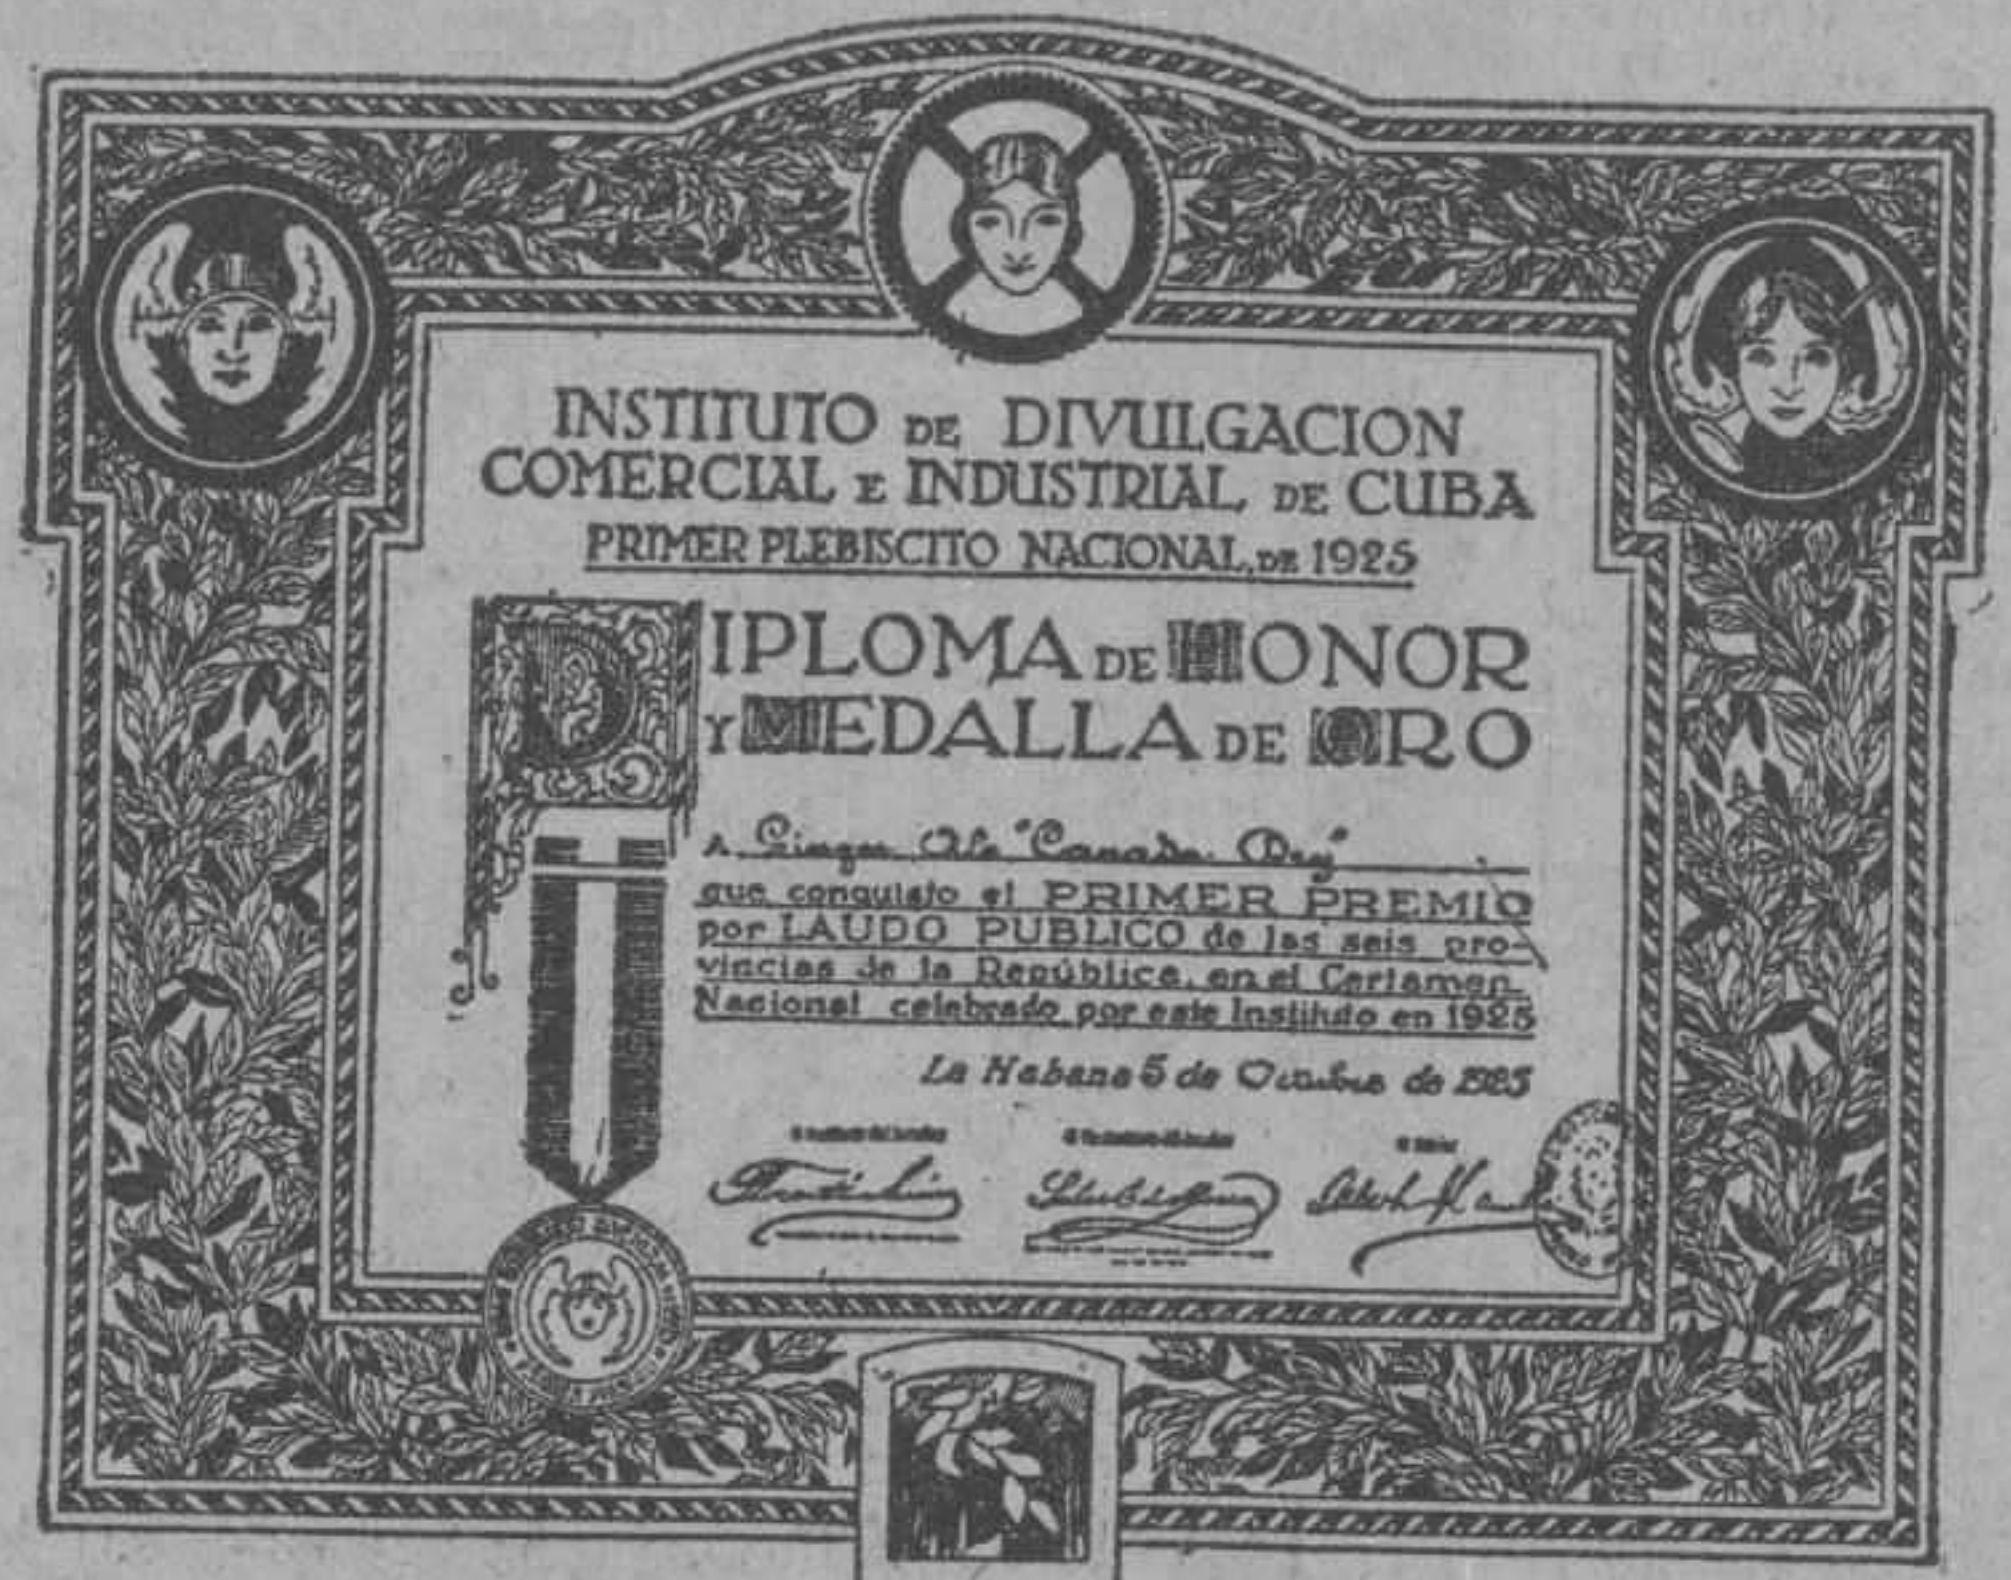 INSTITUTO DE DIVULGACION
COMERCIAL E INDUSTRIAL DE CUBA
PRIMER PLEBISCITO NACIONAL DE 1925
DIPLOMA DE HONOR
Y MEDALLA DE ORO
A Ginger Ale "Canada Dry"
que conquisto el PRIMER PREMIO
por LAUDO PUBLICO de las seis pro-
vincias de la República, en el Certamen
Nacional celebrado por este Instituto en 1925
La Habana 5 de Octubre de 1925